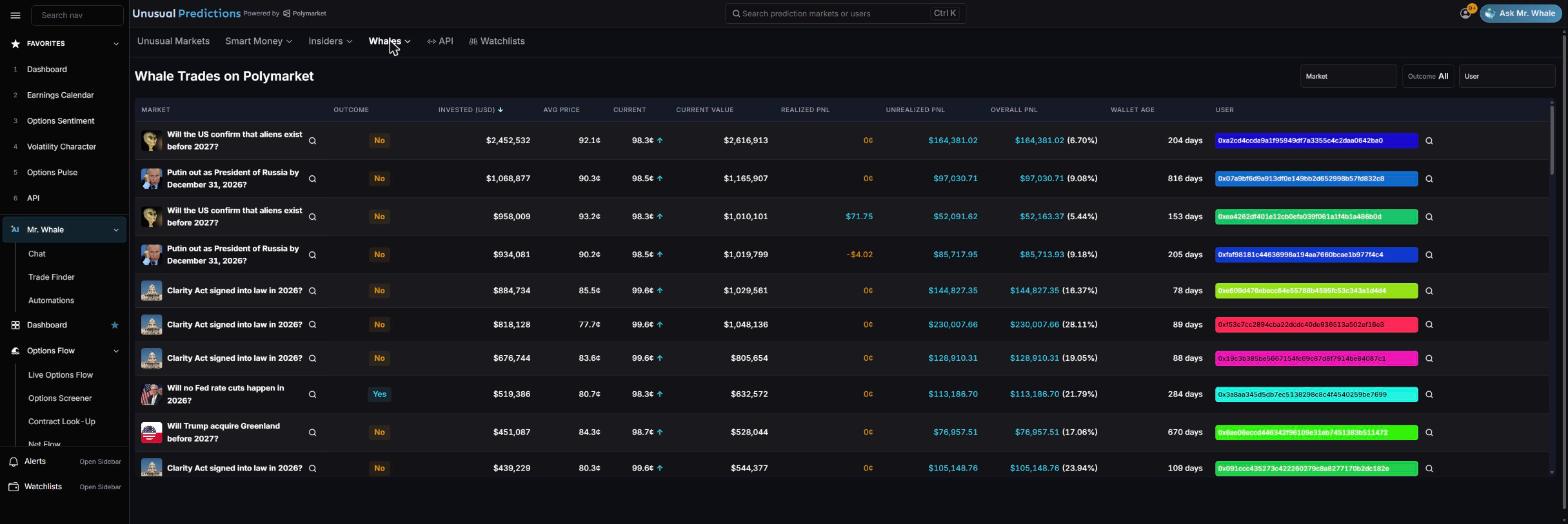 Search nav
Unusual Predictions Powered by Polymarket
Search prediction markets or users Ctrl K
9+ Ask Mr. Whale
FAVORITES
1 Dashboard
2 Earnings Calendar
3 Options Sentiment
4 Volatility Character
5 Options Pulse
6 API
AI Mr. Whale
Chat
Trade Finder
Automations
Dashboard
Options Flow
Live Options Flow
Options Screener
Contract Look-Up
Net Flow
Alerts Open Sidebar
Watchlists Open Sidebar
Unusual Markets Smart Money Insiders Whales API Watchlists
Whale Trades on Polymarket
Market Outcome All User
MARKET OUTCOME INVESTED (USD) AVG PRICE CURRENT CURRENT VALUE REALIZED PNL UNREALIZED PNL OVERALL PNL WALLET AGE USER
Will the US confirm that aliens exist before 2027? No $2,452,532 92.1¢ 98.3¢ $2,616,913 0¢ $164,381.02 $164,381.02 (6.70%) 204 days
Putin out as President of Russia by December 31, 2026? No $1,068,877 90.3¢ 98.5¢ $1,165,907 0¢ $97,030.71 $97,030.71 (9.08%) 816 days
Will the US confirm that aliens exist before 2027? No $958,009 93.2¢ 98.3¢ $1,010,101 $71.75 $52,091.62 $52,163.37 (5.44%) 153 days
Putin out as President of Russia by December 31, 2026? No $934,081 90.2¢ 98.5¢ $1,019,799 -$4.02 $85,717.95 $85,713.93 (9.18%) 205 days
Clarity Act signed into law in 2026? No $884,734 85.5¢ 99.6¢ $1,029,561 0¢ $144,827.35 $144,827.35 (16.37%) 78 days
Clarity Act signed into law in 2026? No $818,128 77.7¢ 99.6¢ $1,048,136 0¢ $230,007.66 $230,007.66 (28.11%) 89 days
Clarity Act signed into law in 2026? No $676,744 83.6¢ 99.6¢ $805,654 0¢ $128,910.31 $128,910.31 (19.05%) 88 days
Will no Fed rate cuts happen in 2026? Yes $519,386 80.7¢ 98.3¢ $632,572 0¢ $113,186.70 $113,186.70 (21.79%) 284 days
Will Trump acquire Greenland before 2027? No $451,087 84.3¢ 98.7¢ $528,044 0¢ $76,957.51 $76,957.51 (17.06%) 670 days
Clarity Act signed into law in 2026? No $439,229 80.3¢ 99.6¢ $544,377 0¢ $105,148.76 $105,148.76 (23.94%) 109 days